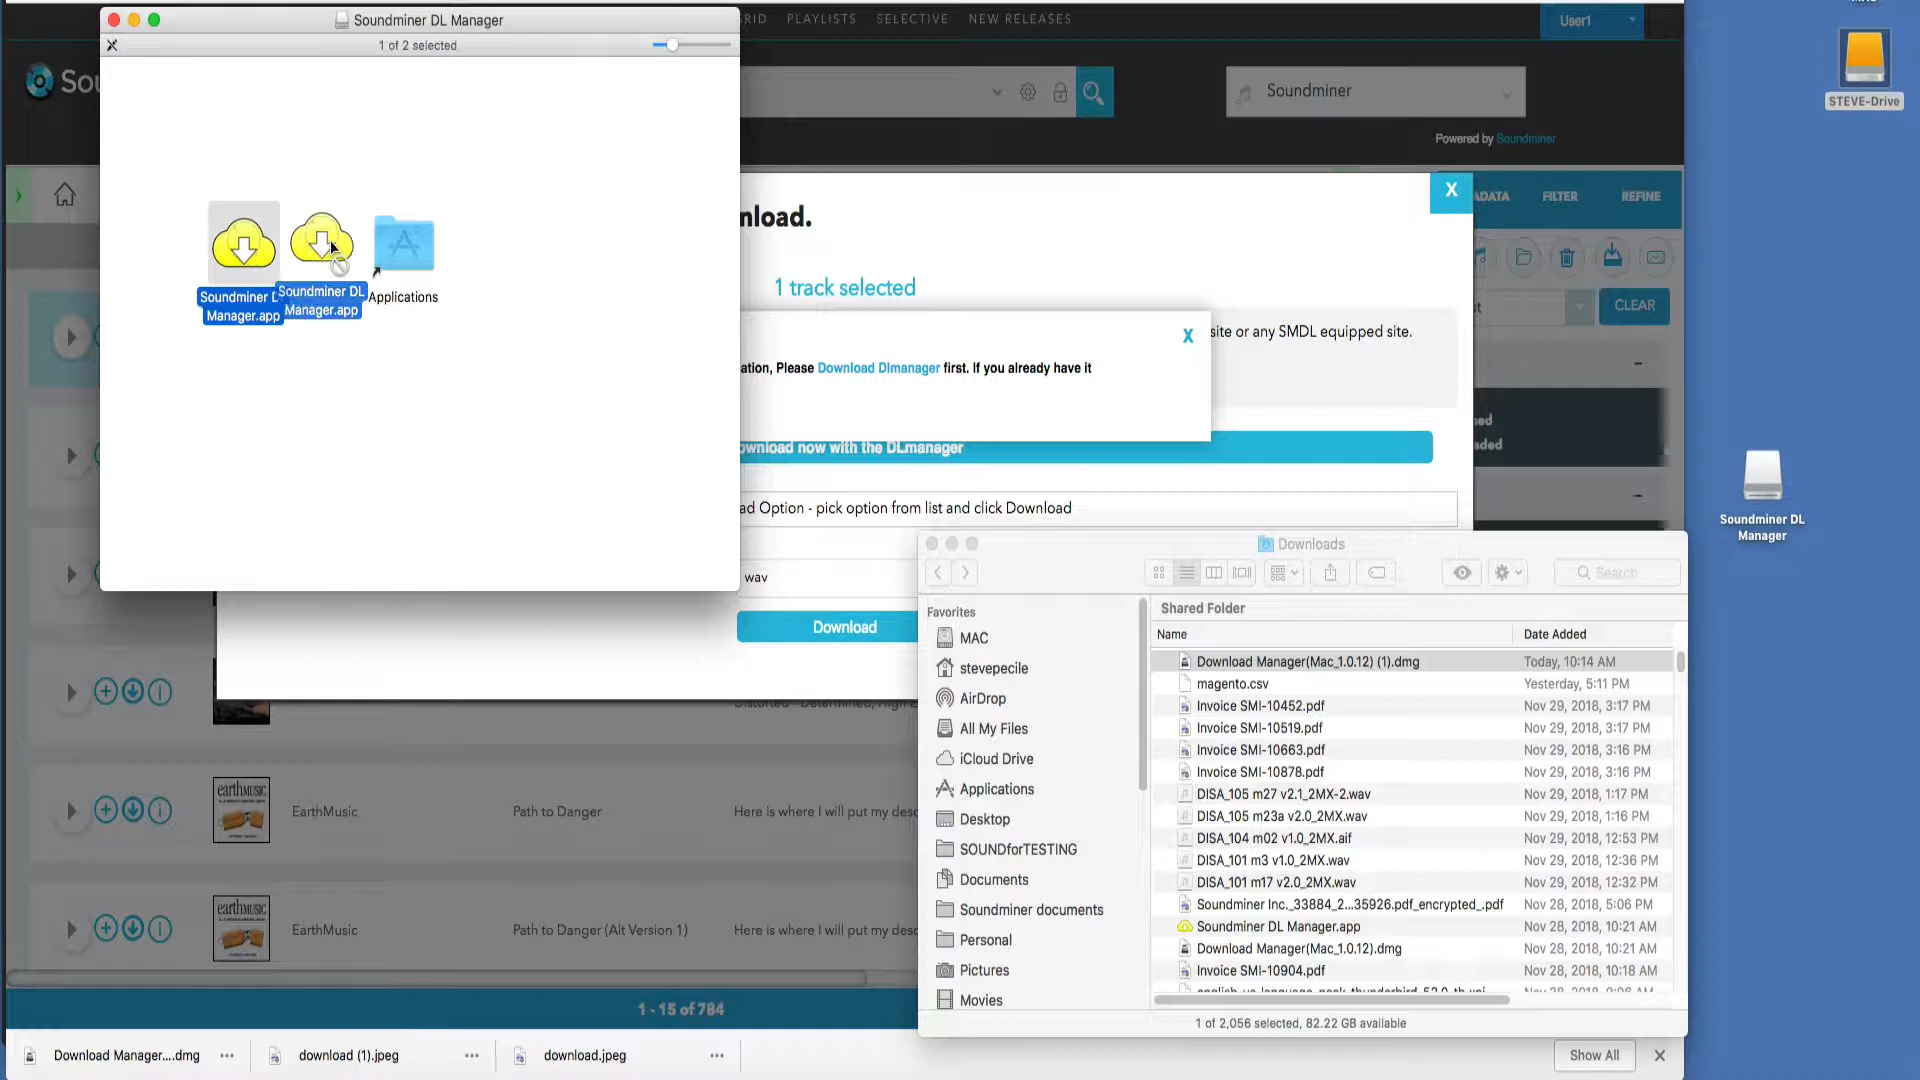 Soundminer DL Manager
1 of 2 selected
RID
PLAYLISTS
SELECTIVE
NEW RELEASES
User1
STEVE-Drive
Sou
Soundminer
Powered by Soundminer
ADATA
FILTER
REFINE
nload.
X
1 track selected
CLEAR
Soundminer D
Manager.app
Soundminer DL
Manager.app
Applications
site or any SMDL equipped site.
X
ation, Please Download Dlmanager first. If you already have it
ownload now with the DLmanager
ad Option - pick option from list and click Download
wav
Download
Soundminer DL
Manager
Downloads
Search
Favorites
MAC
stevepecile
AirDrop
All My Files
iCloud Drive
Applications
Desktop
SOUNDforTESTING
Documents
Soundminer documents
Personal
Pictures
Movies
Shared Folder
Name
Date Added
Download Manager(Mac_1.0.12) (1).dmg
Today, 10:14 AM
magento.csv
Yesterday, 5:11 PM
Invoice SMI-10452.pdf
Nov 29, 2018, 3:17 PM
Invoice SMI-10519.pdf
Nov 29, 2018, 3:17 PM
Invoice SMI-10663.pdf
Nov 29, 2018, 3:16 PM
Invoice SMI-10878.pdf
Nov 29, 2018, 3:16 PM
DISA_105 m27 v2.1_2MX-2.wav
Nov 29, 2018, 1:17 PM
DISA_105 m23a v2.0_2MX.wav
Nov 29, 2018, 1:16 PM
DISA_104 m02 v1.0_2MX.aif
Nov 29, 2018, 12:53 PM
DISA_101 m3 v1.0_2MX.wav
Nov 29, 2018, 12:36 PM
DISA_101 m17 v2.0_2MX.wav
Nov 29, 2018, 12:32 PM
Soundminer Inc._33884_2...35926.pdf_encrypted_.pdf
Nov 28, 2018, 5:06 PM
Soundminer DL Manager.app
Nov 28, 2018, 10:21 AM
Download Manager(Mac_1.0.12).dmg
Nov 28, 2018, 10:21 AM
Invoice SMI-10904.pdf
Nov 28, 2018, 10:18 AM
1 of 2,056 selected, 82.22 GB available
earthMUSIC
EarthMusic
Path to Danger
Here is where I will put my desc
earthMUSIC
EarthMusic
Path to Danger (Alt Version 1)
Here is where I will put my desc
1 - 15 of 784
Download Manager....dmg
download (1).jpeg
download.jpeg
Show All